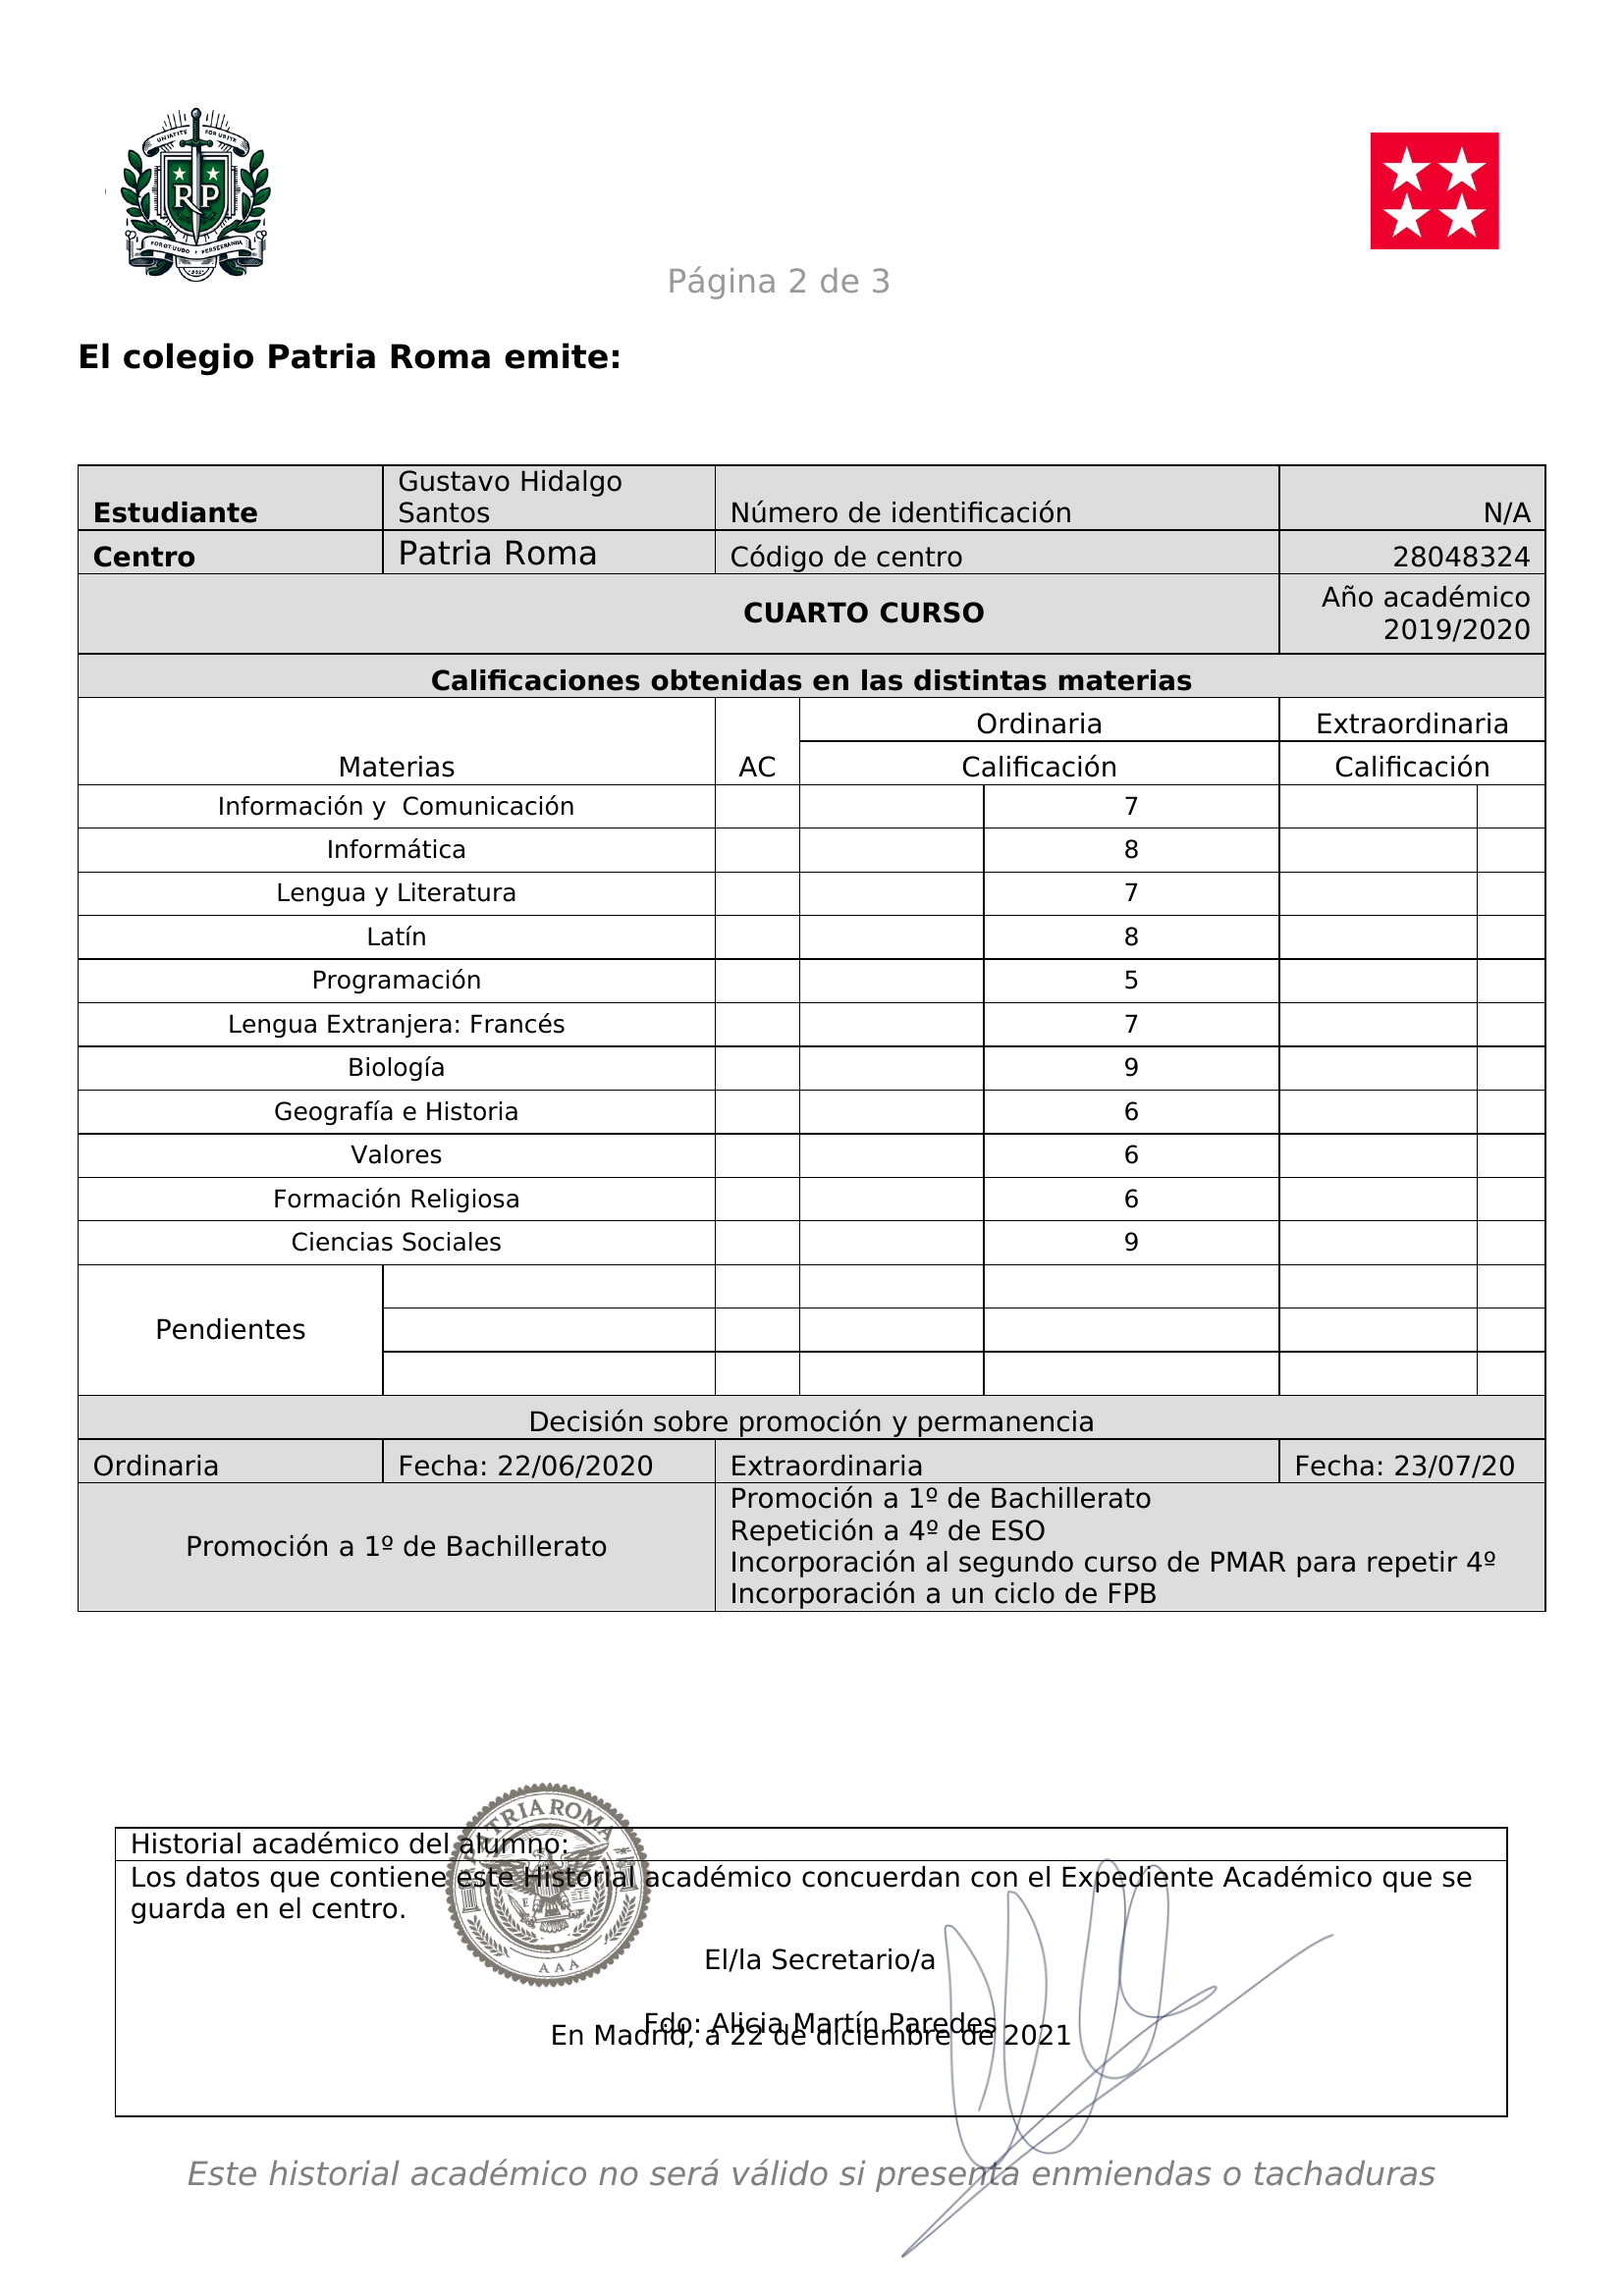 R P
Página 2 de 3
El colegio Patria Roma emite:
Estudiante
Gustavo Hidalgo
Santos
Número de identificación
N/A
Centro
Patria Roma
Código de centro
28048324
CUARTO CURSO
Año académico
2019/2020
Calificaciones obtenidas en las distintas materias
Materias
AC
Ordinaria
Extraordinaria
Calificación
Calificación
Información y  Comunicación 7
Informática 8
Lengua y Literatura 7
Latín 8
Programación 5
Lengua Extranjera: Francés 7
Biología 9
Geografía e Historia 6
Valores 6
Formación Religiosa 6
Ciencias Sociales 9
Pendientes
Decisión sobre promoción y permanencia
Ordinaria
Fecha: 22/06/2020
Extraordinaria
Fecha: 23/07/20
Promoción a 1º de Bachillerato
Promoción a 1º de Bachillerato
Repetición a 4º de ESO
Incorporación al segundo curso de PMAR para repetir 4º
Incorporación a un ciclo de FPB
PATRIA ROMA
AAA
Historial académico del alumno:
Los datos que contiene este Historial académico concuerdan con el Expediente Académico que se
guarda en el centro.
El/la Secretario/a
Fdo: Alicia Martín Paredes
En Madrid, a 22 de diciembre de 2021
Este historial académico no será válido si presenta enmiendas o tachaduras